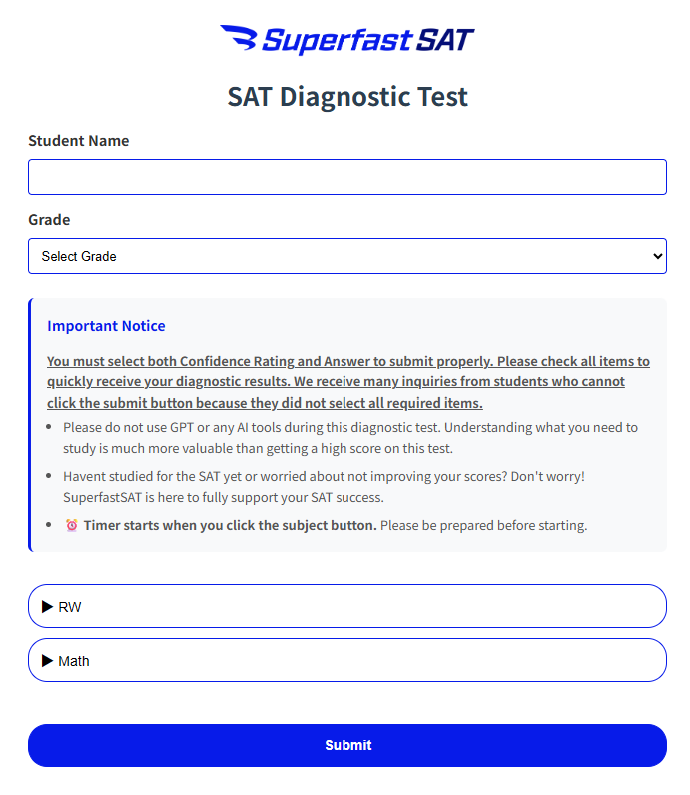 Superfast SAT
SAT Diagnostic Test
Student Name
Grade
Select Grade
Important Notice
You must select both Confidence Rating and Answer to submit properly. Please check all items to
quickly receive your diagnostic results. We receive many inquiries from students who cannot
click the submit button because they did not select all required items.
• Please do not use GPT or any AI tools during this diagnostic test. Understanding what you need to
study is much more valuable than getting a high score on this test.
• Havent studied for the SAT yet or worried about not improving your scores? Don't worry!
SuperfastSAT is here to fully support your SAT success.
• ⏰ Timer starts when you click the subject button. Please be prepared before starting.
▶ RW
▶ Math
Submit